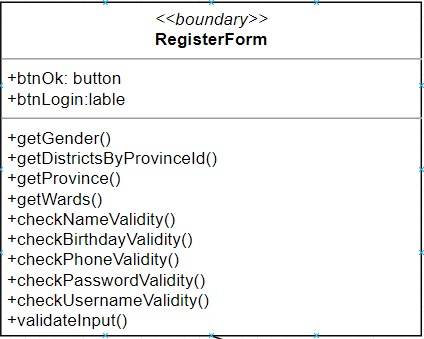 <<boundary>>
RegisterForm
+btnOk: button
+btnLogin:lable
+getGender()
+getDistrictsByProvinceId()
+getProvince()
+getWards()
+checkNameValidity()
+checkBirthdayValidity()
+checkPhoneValidity()
+checkPasswordValidity()
+checkUsernameValidity()
+validateInput()